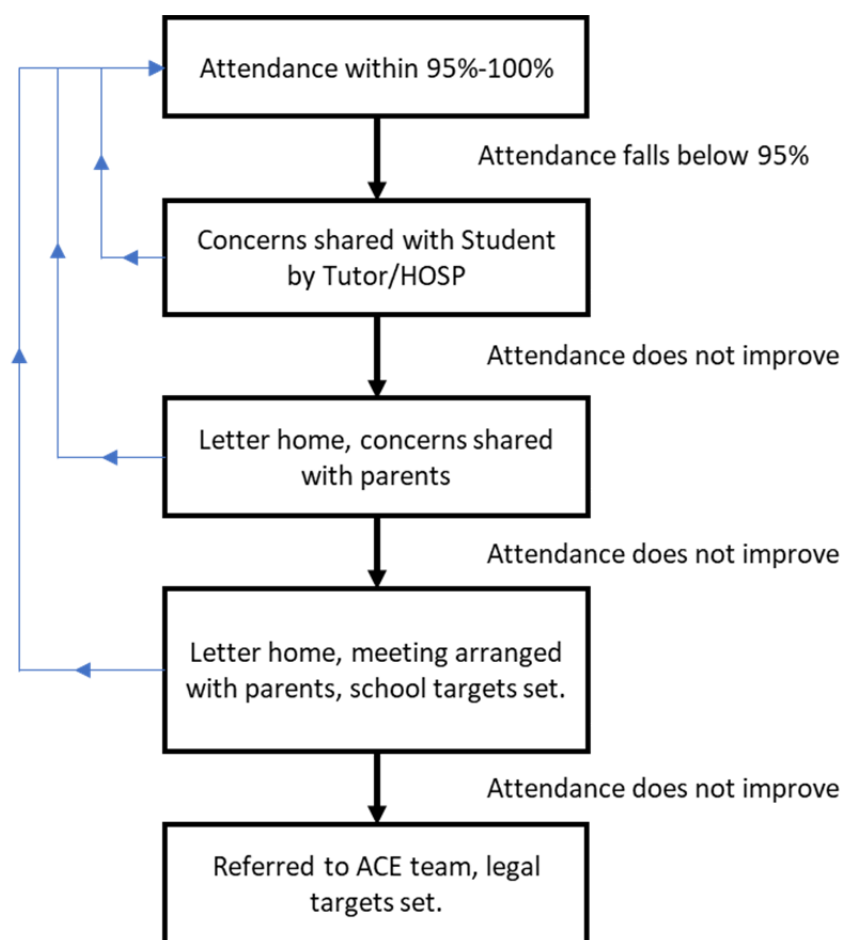 Attendance within 95%-100%
Attendance falls below 95%
Concerns shared with Student
by Tutor/HOSP
Attendance does not improve
Letter home, concerns shared
with parents
Attendance does not improve
Letter home, meeting arranged
with parents, school targets set.
Attendance does not improve
Referred to ACE team, legal
targets set.